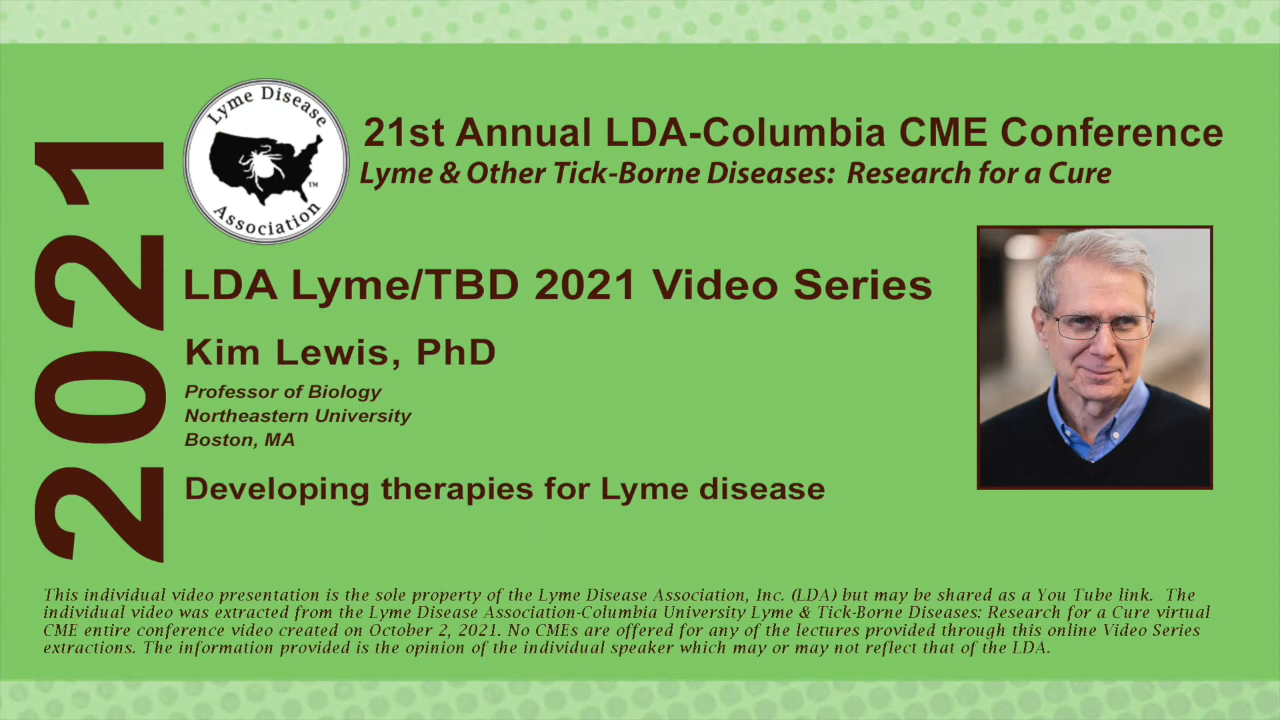 2021
Lyme Disease
Association
TM
21st Annual LDA-Columbia CME Conference
Lyme & Other Tick-Borne Diseases: Research for a Cure
LDA Lyme/TBD 2021 Video Series
Kim Lewis, PhD
Professor of Biology
Northeastern University
Boston, MA
Developing therapies for Lyme disease
This individual video presentation is the sole property of the Lyme Disease Association, Inc. (LDA) but may be shared as a You Tube link. The
individual video was extracted from the Lyme Disease Association-Columbia University Lyme & Tick-Borne Diseases: Research for a Cure virtual
CME entire conference video created on October 2, 2021. No CMEs are offered for any of the lectures provided through this online Video Series
extractions. The information provided is the opinion of the individual speaker which may or may not reflect that of the LDA.